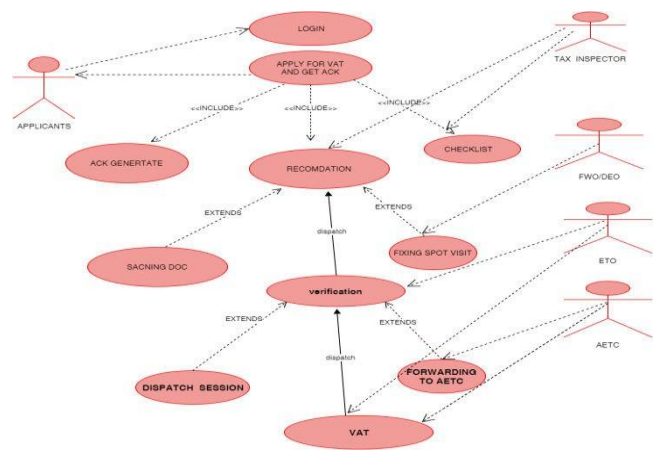 LOGIN
TAX INSPECTOR
APPLY FOR VAT
AND GET ACK
APPLICANTS
<<INCLUDE>>
<<INCLUDE>>
<<INCLUDE>>
ACK GENERTATE
RECOMDATION
CHECKLIST
FWO/DEO
EXTENDS
EXTENDS
dispatch
SACNING DOC
FIXING SPOT VISIT
ETO
verification
EXTENDS
EXTENDS
dispatch
AETC
DISPATCH SESSION
FORWARDING
TO AETC
VAT